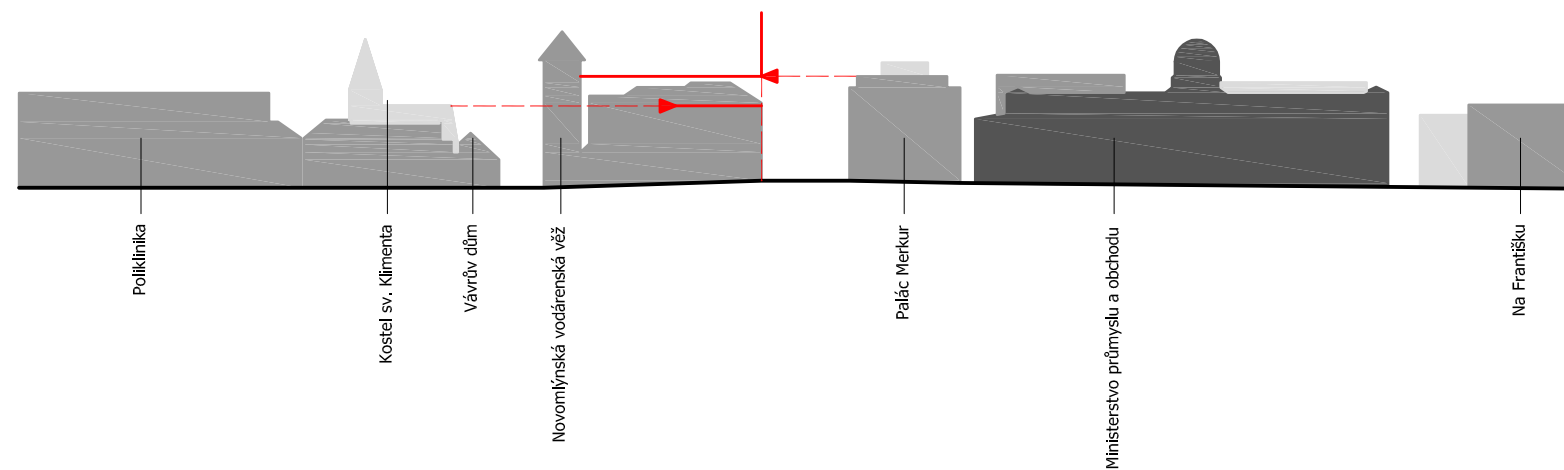 Poliklinika
Kostel sv. Klimenta
Vávrův dům
Novomlýnská vodárenská věž
Palác Merkur
Ministerstvo průmyslu a obchodu
Na Františku